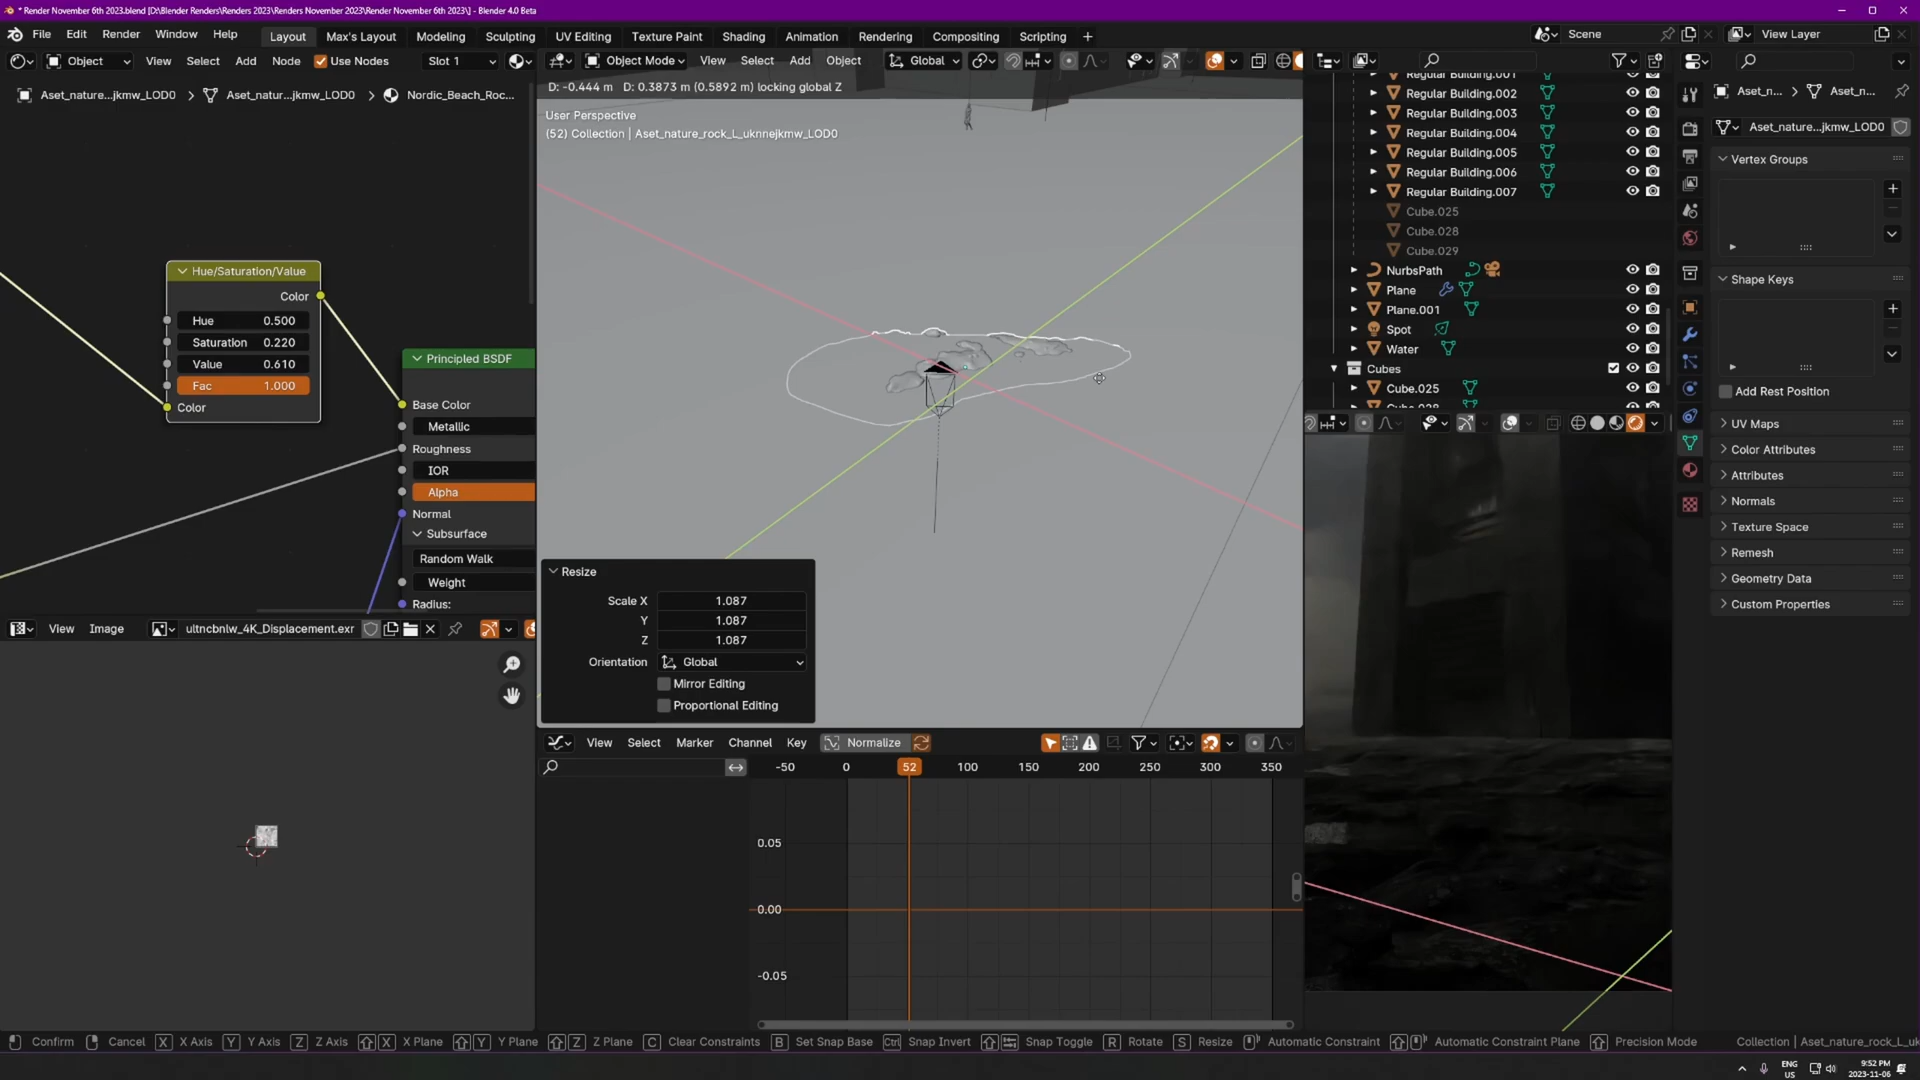 * Render November 6th 2023.blend [D:\Blender Renders\Renders 2023\Renders November 2023\Render November 6th 2023\] - Blender 4.0 Beta
File Edit Render Window Help
Layout Max's Layout Modeling Sculpting UV Editing Texture Paint Shading Animation Rendering Compositing Scripting +
Scene
View Layer
Object View Select Add Node Use Nodes Slot 1
Object Mode View Select Add Object Global
Aset_nature...jkmw_LOD0 > Aset_natur...jkmw_LOD0 > Nordic_Beach_Roc...
D: -0.444 m D: 0.3873 m (0.5892 m) locking global Z
User Perspective
(52) Collection | Aset_nature_rock_L_uknnejkmw_LOD0
Hue/Saturation/Value
Color
Hue 0.500
Saturation 0.220
Value 0.610
Fac 1.000
Color
Principled BSDF
Base Color
Metallic
Roughness
IOR
Alpha
Normal
Subsurface
Random Walk
Weight
Radius:
View Image ultncbnlw_4K_Displacement.exr
Resize
Scale X 1.087
Y 1.087
Z 1.087
Orientation Global
Mirror Editing
Proportional Editing
View Select Marker Channel Key Normalize
-50 0 52 100 150 200 250 300 350
0.05
0.00
-0.05
Regular Building.001
Regular Building.002
Regular Building.003
Regular Building.004
Regular Building.005
Regular Building.006
Regular Building.007
Cube.025
Cube.028
Cube.029
NurbsPath
Plane
Plane.001
Spot
Water
Cubes
Cube.025
Cube.028
Aset_n... > Aset_n...
Aset_nature...jkmw_LOD0
Vertex Groups
Shape Keys
Add Rest Position
UV Maps
Color Attributes
Attributes
Normals
Texture Space
Remesh
Geometry Data
Custom Properties
Confirm Cancel X X Axis Y Y Axis Z Z Axis X X Plane Y Y Plane Z Z Plane C Clear Constraints B Set Snap Base Ctrl Snap Invert Snap Toggle R Rotate S Resize Automatic Constraint Automatic Constraint Plane Precision Mode Collection | Aset_nature_rock_L_uk
ENG
US
9:52 PM
2023-11-06